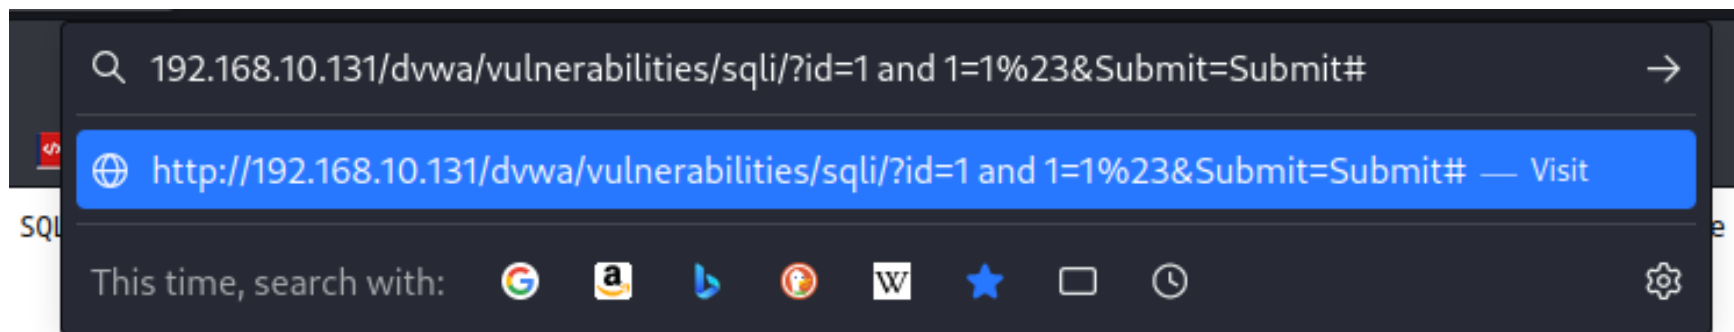 192.168.10.131/dvwa/vulnerabilities/sqli/?id=1 and 1=1%23&Submit=Submit#
http://192.168.10.131/dvwa/vulnerabilities/sqli/?id=1 and 1=1%23&Submit=Submit# — Visit
SQL
e
This time, search with: